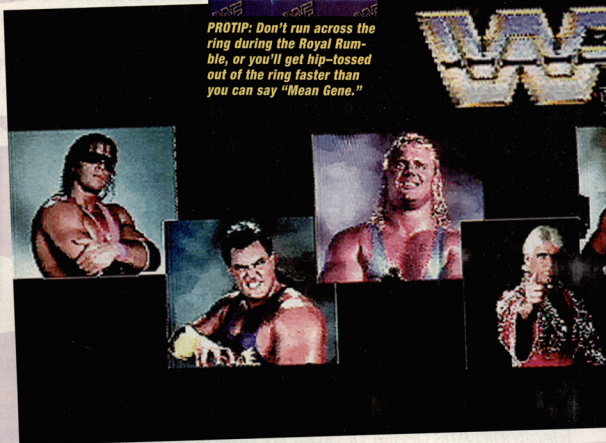 PROTIP: Don't run across the
ring during the Royal Rum-
ble, or you'll get hip-tossed
out of the ring faster than
you can say “Mean Gene.”